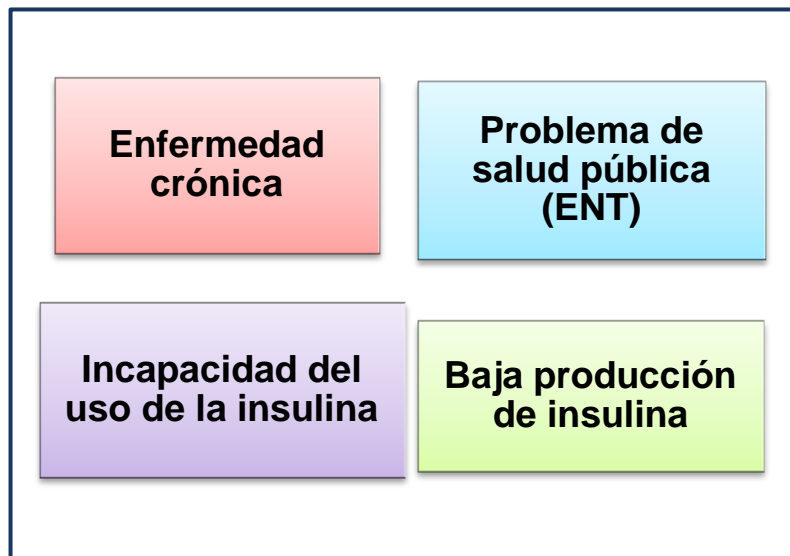 Enfermedad
crónica
Problema de
salud pública
(ENT)
Incapacidad del
uso de la insulina
Baja producción
de insulina